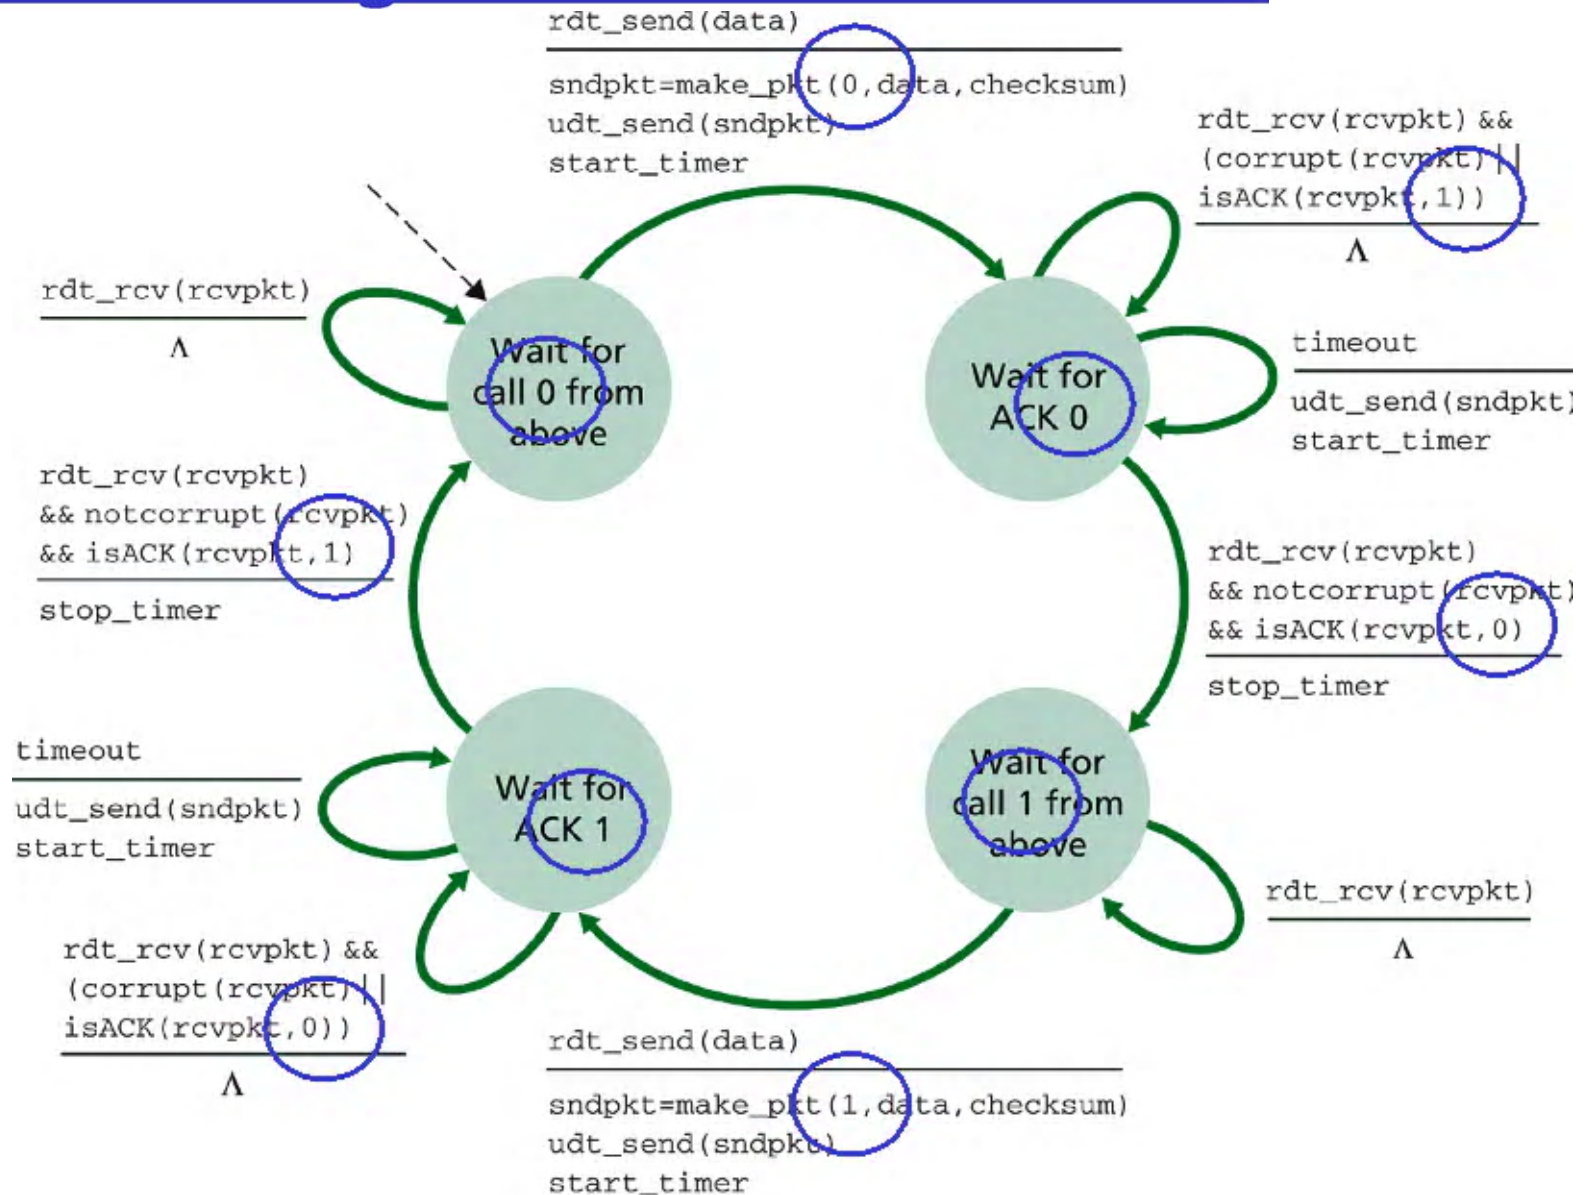 rdt_send(data)
sndpkt=make_pkt(0,data,checksum)
udt_send(sndpkt)
start_timer
rdt_rcv(rcvpkt) &&
(corrupt(rcvpkt)||
isACK(rcvpkt,1))
Λ
rdt_rcv(rcvpkt)
Λ
Wait for
call 0 from
above
Wait for
ACK 0
timeout
udt_send(sndpkt)
start_timer
rdt_rcv(rcvpkt)
&& notcorrupt(rcvpkt)
&& isACK(rcvpkt,1)
stop_timer
rdt_rcv(rcvpkt)
&& notcorrupt(rcvpkt)
&& isACK(rcvpkt,0)
stop_timer
timeout
udt_send(sndpkt)
start_timer
Wait for
ACK 1
Wait for
call 1 from
above
rdt_rcv(rcvpkt)
Λ
rdt_rcv(rcvpkt) &&
(corrupt(rcvpkt)||
isACK(rcvpkt,0))
Λ
rdt_send(data)
sndpkt=make_pkt(1,data,checksum)
udt_send(sndpkt)
start_timer